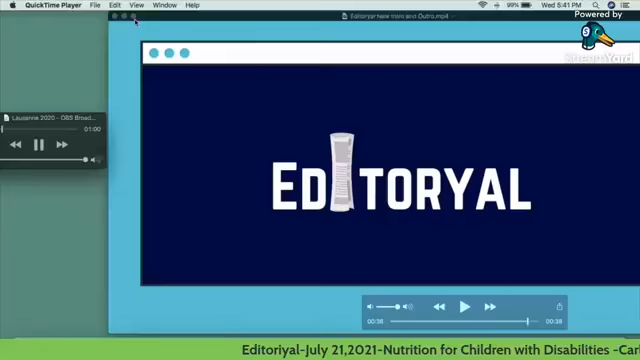 QuickTime Player File Edit View Window Help 99% Wed 5:41 PM
Editoryal New Intro and Outro.mp4
Powered by
StreamYard
Lausanne 2020 - OBS Broad...
01:00
EDITORYAL
00:38 00:38
Editoriyal-July 21,2021-Nutrition for Children with Disabilities -Car